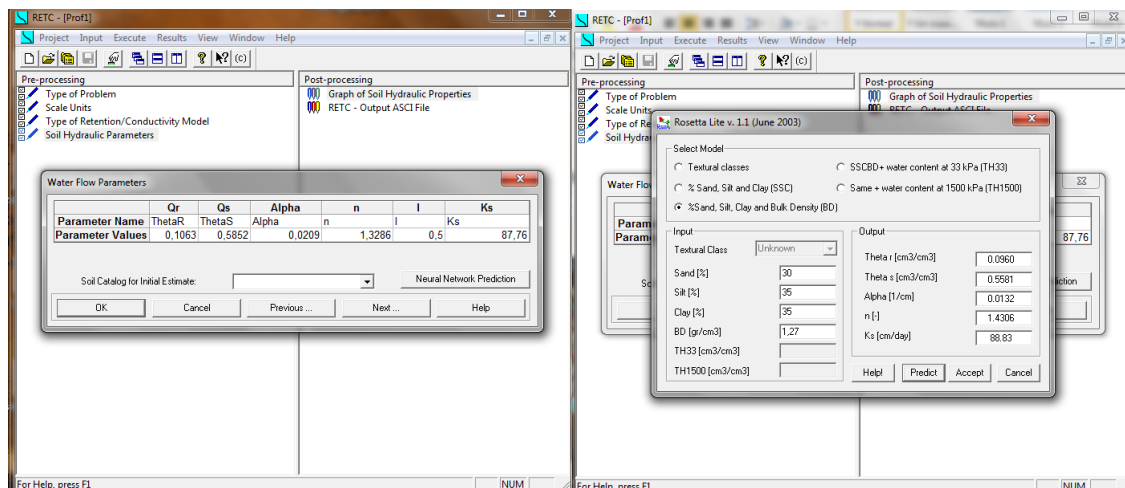 RETC - [Prof1]
Project Input Execute Results View Window Help
Pre-processing
Type of Problem
Scale Units
Type of Retention/Conductivity Model
Soil Hydraulic Parameters
Post-processing
Graph of Soil Hydraulic Properties
RETC - Output ASCI File
Water Flow Parameters
Qr Qs Alpha n l Ks
Parameter Name ThetaR ThetaS Alpha n l Ks
Parameter Values 0,1063 0,5852 0,0209 1,3286 0,5 87,76
Soil Catalog for Initial Estimate:
Neural Network Prediction
OK Cancel Previous ... Next ... Help
For Help, press F1 NUM
RETC - [Prof1]
Project Input Execute Results View Window Help
Pre-processing
Type of Problem
Scale Units
Type of Re
Soil Hydra
Post-processing
Graph of Soil Hydraulic Properties
RETC - Output ASCI File
Water Flow
Param
Param 87,76
So diction
Rosetta Lite v. 1.1 (June 2003)
Select Model
Textural classes
% Sand, Silt and Clay (SSC)
%Sand, Silt, Clay and Bulk Density (BD)
SSCBD+ water content at 33 kPa (TH33)
Same + water content at 1500 kPa (TH1500)
Input
Textural Class Unknown
Sand [%] 30
Silt [%] 35
Clay [%] 35
BD [gr/cm3] 1,27
TH33 [cm3/cm3]
TH1500 [cm3/cm3]
Output
Theta r [cm3/cm3] 0.0960
Theta s [cm3/cm3] 0.5581
Alpha [1/cm] 0.0132
n [-] 1.4306
Ks [cm/day] 88.83
Help! Predict Accept Cancel
For Help, press F1 NUM